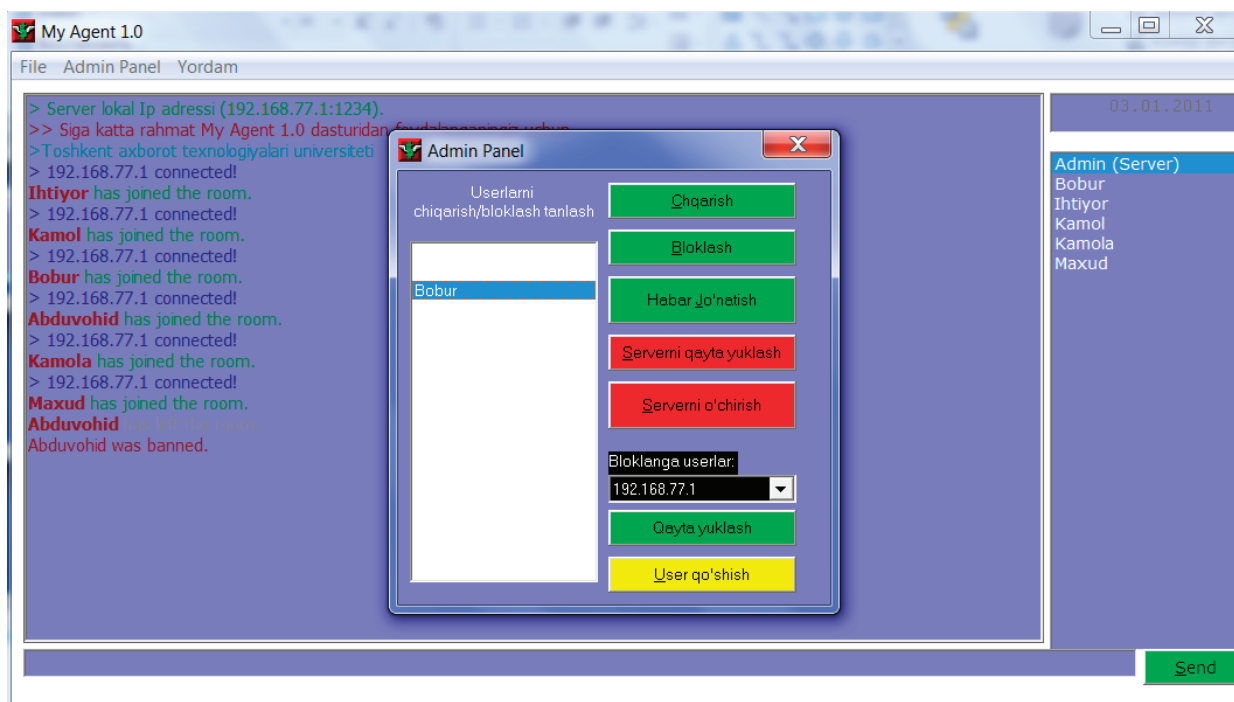 My Agent 1.0
File Admin Panel Yordam
> Server lokal Ip adressi (192.168.77.1:1234).
>> Siga katta rahmat My Agent 1.0 dasturidan foydalanganingiz uchun
>Toshkent axborot texnologiyalari universiteti
> 192.168.77.1 connected!
Ihtiyor has joined the room.
> 192.168.77.1 connected!
Kamol has joined the room.
> 192.168.77.1 connected!
Bobur has joined the room.
> 192.168.77.1 connected!
Abduvohid has joined the room.
> 192.168.77.1 connected!
Kamola has joined the room.
> 192.168.77.1 connected!
Maxud has joined the room.
Abduvohid has left the room.
Abduvohid was banned.
Admin Panel
Userlarni
chiqarish/bloklash tanlash
Bobur
Chqarish
Bloklash
Habar Jo'natish
Serverni qayta yuklash
Serverni o'chirish
Bloklanga userlar:
192.168.77.1
Qayta yuklash
User qo'shish
03.01.2011
Admin (Server)
Bobur
Ihtiyor
Kamol
Kamola
Maxud
Send